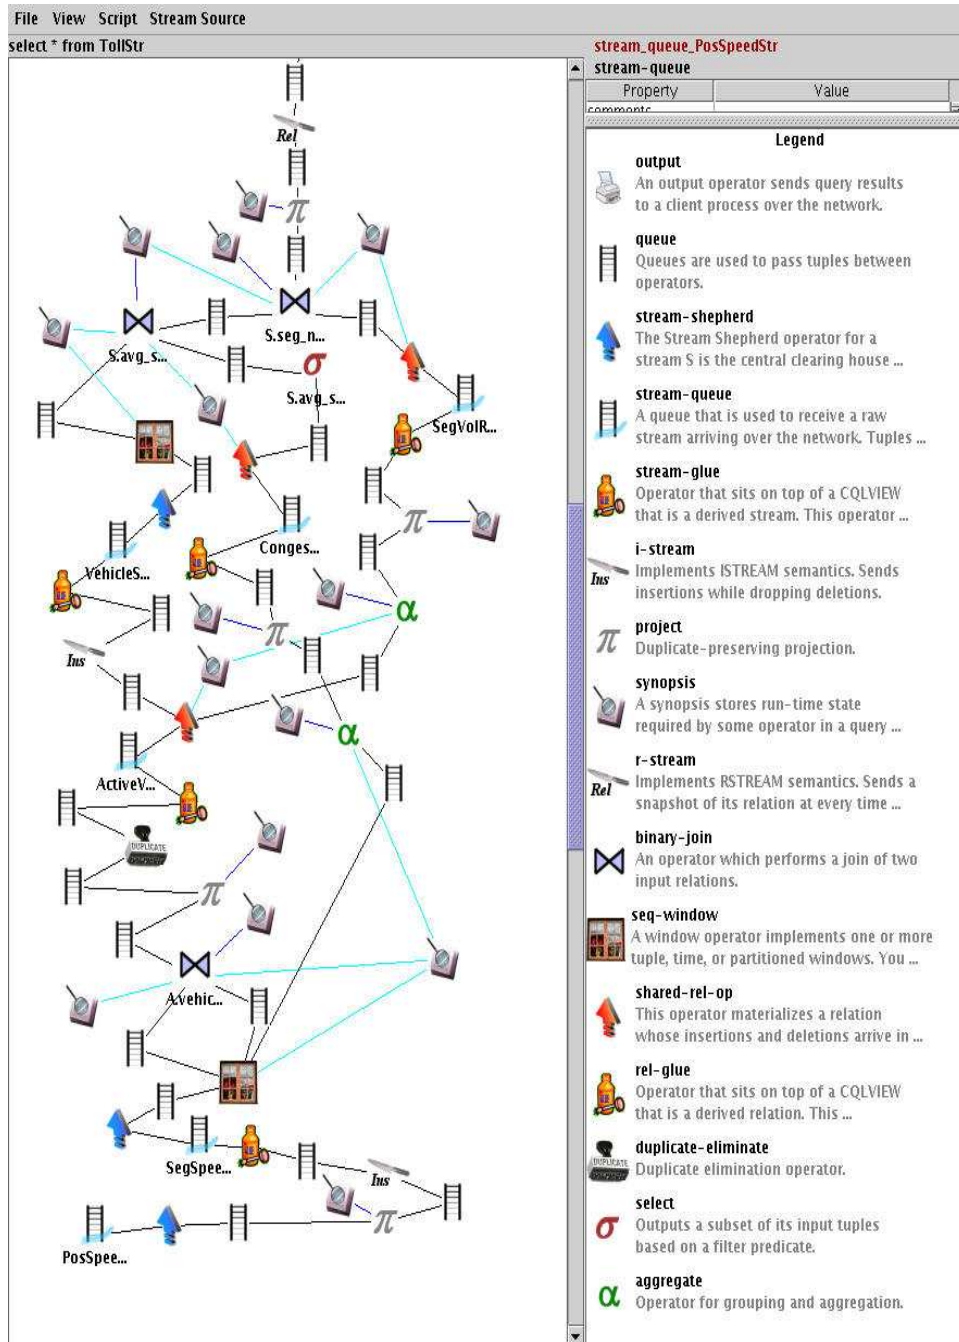 File View Script Stream Source
select * from TollStr
stream_queue_PosSpeedStr
stream-queue
Property Value
comments
Rel
S.seg_n...
S.avg_s...
S.avg_s...
SegVolR...
Conges...
VehicleS...
Ins
ActiveV...
DUPLICATE
A.vehic...
SegSpee...
Ins
PosSpee...
Legend
output
An output operator sends query results
to a client process over the network.
queue
Queues are used to pass tuples between
operators.
stream-shepherd
The Stream Shepherd operator for a
stream S is the central clearing house ...
stream-queue
A queue that is used to receive a raw
stream arriving over the network. Tuples ...
stream-glue
Operator that sits on top of a CQLVIEW
that is a derived stream. This operator ...
i-stream
Ins
Implements ISTREAM semantics. Sends
insertions while dropping deletions.
π
project
Duplicate-preserving projection.
synopsis
A synopsis stores run-time state
required by some operator in a query ...
r-stream
Rel
Implements RSTREAM semantics. Sends a
snapshot of its relation at every time ...
binary-join
An operator which performs a join of two
input relations.
seq-window
A window operator implements one or more
tuple, time, or partitioned windows. You ...
shared-rel-op
This operator materializes a relation
whose insertions and deletions arrive in ...
rel-glue
Operator that sits on top of a CQLVIEW
that is a derived relation. This ...
duplicate-eliminate
DUPLICATE
Duplicate elimination operator.
select
σ
Outputs a subset of its input tuples
based on a filter predicate.
aggregate
α
Operator for grouping and aggregation.